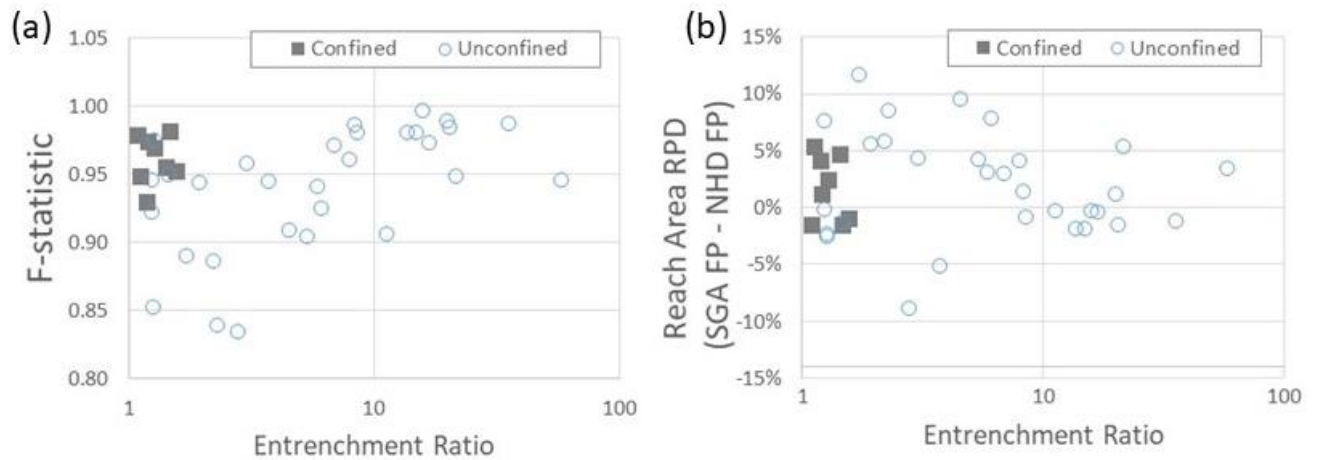 (a)
Confined Unconfined
1.05
1.00
0.95
0.90
0.85
0.80
F-statistic
1 10 100
Entrenchment Ratio
(b)
Confined Unconfined
15%
10%
5%
0%
-5%
-10%
-15%
Reach Area RPD
(SGA FP - NHD FP)
1 10 100
Entrenchment Ratio